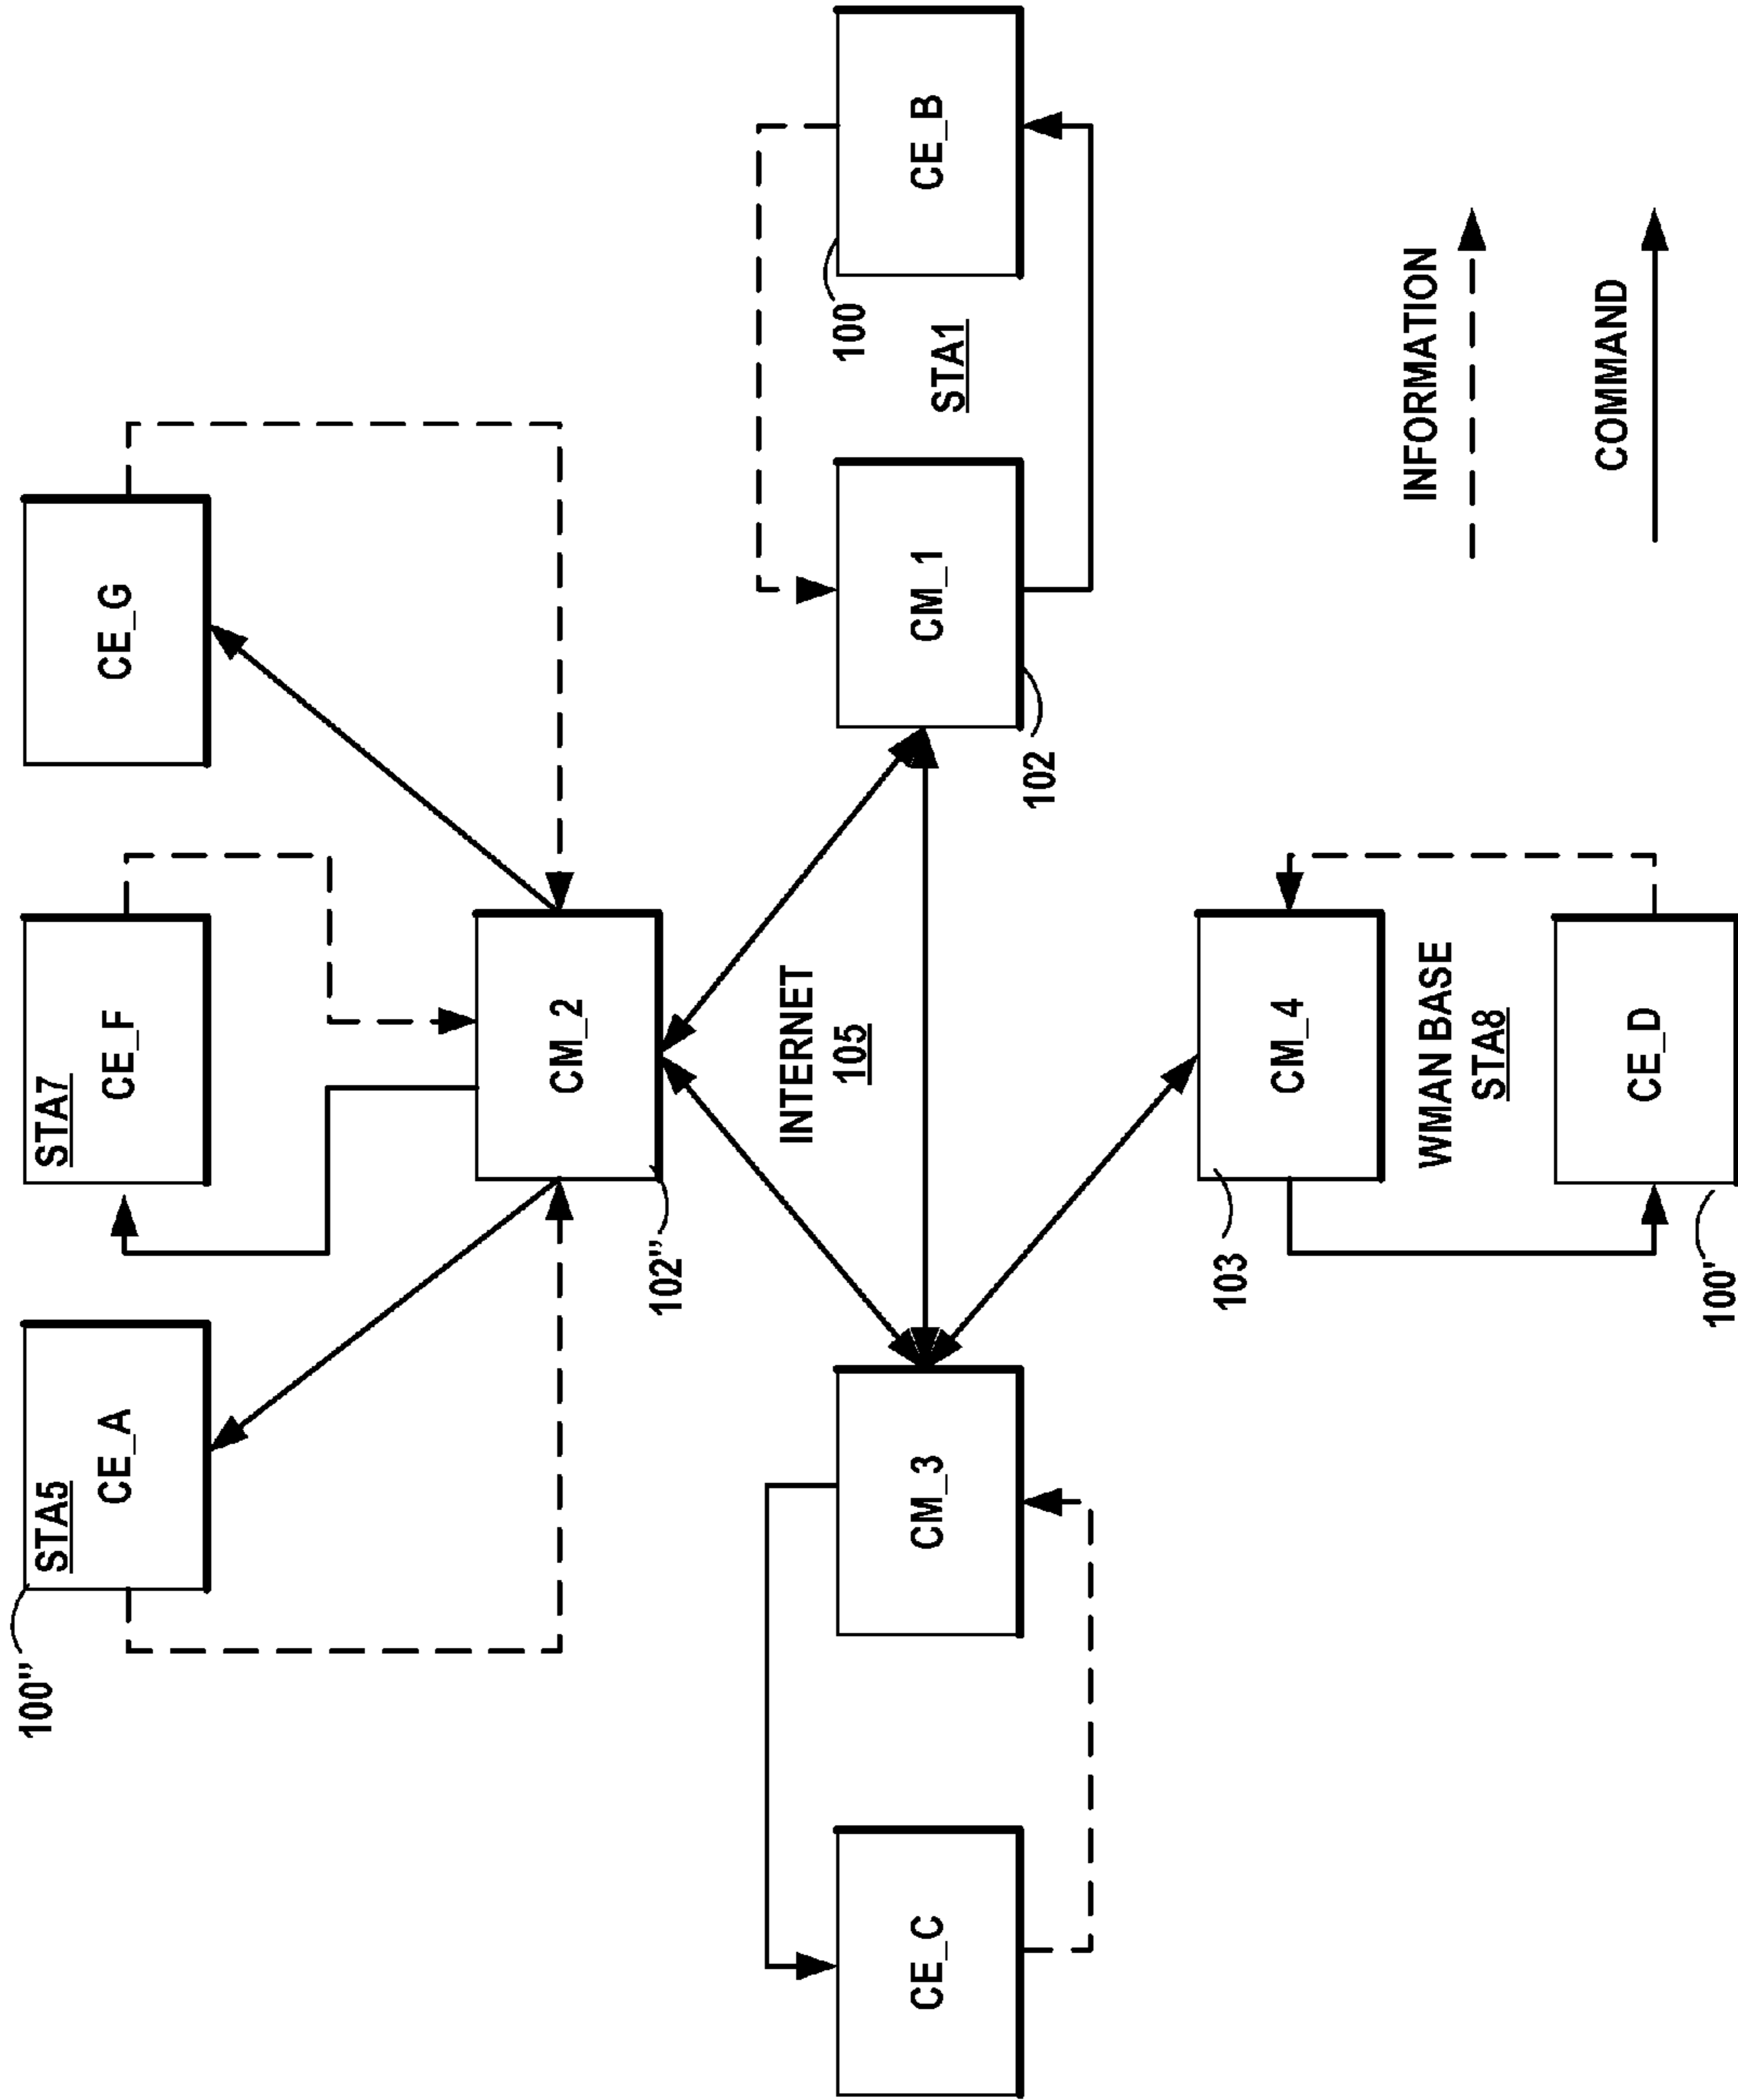 100"
STA5
CE_A
STA7
CE_F
CE_G
CM_2
102"
INTERNET
105
CE_C
CM_3
CM_1
102
STA1
100
CE_B
103
CM_4
WMAN BASE
STA8
CE_D
100'
INFORMATION
COMMAND